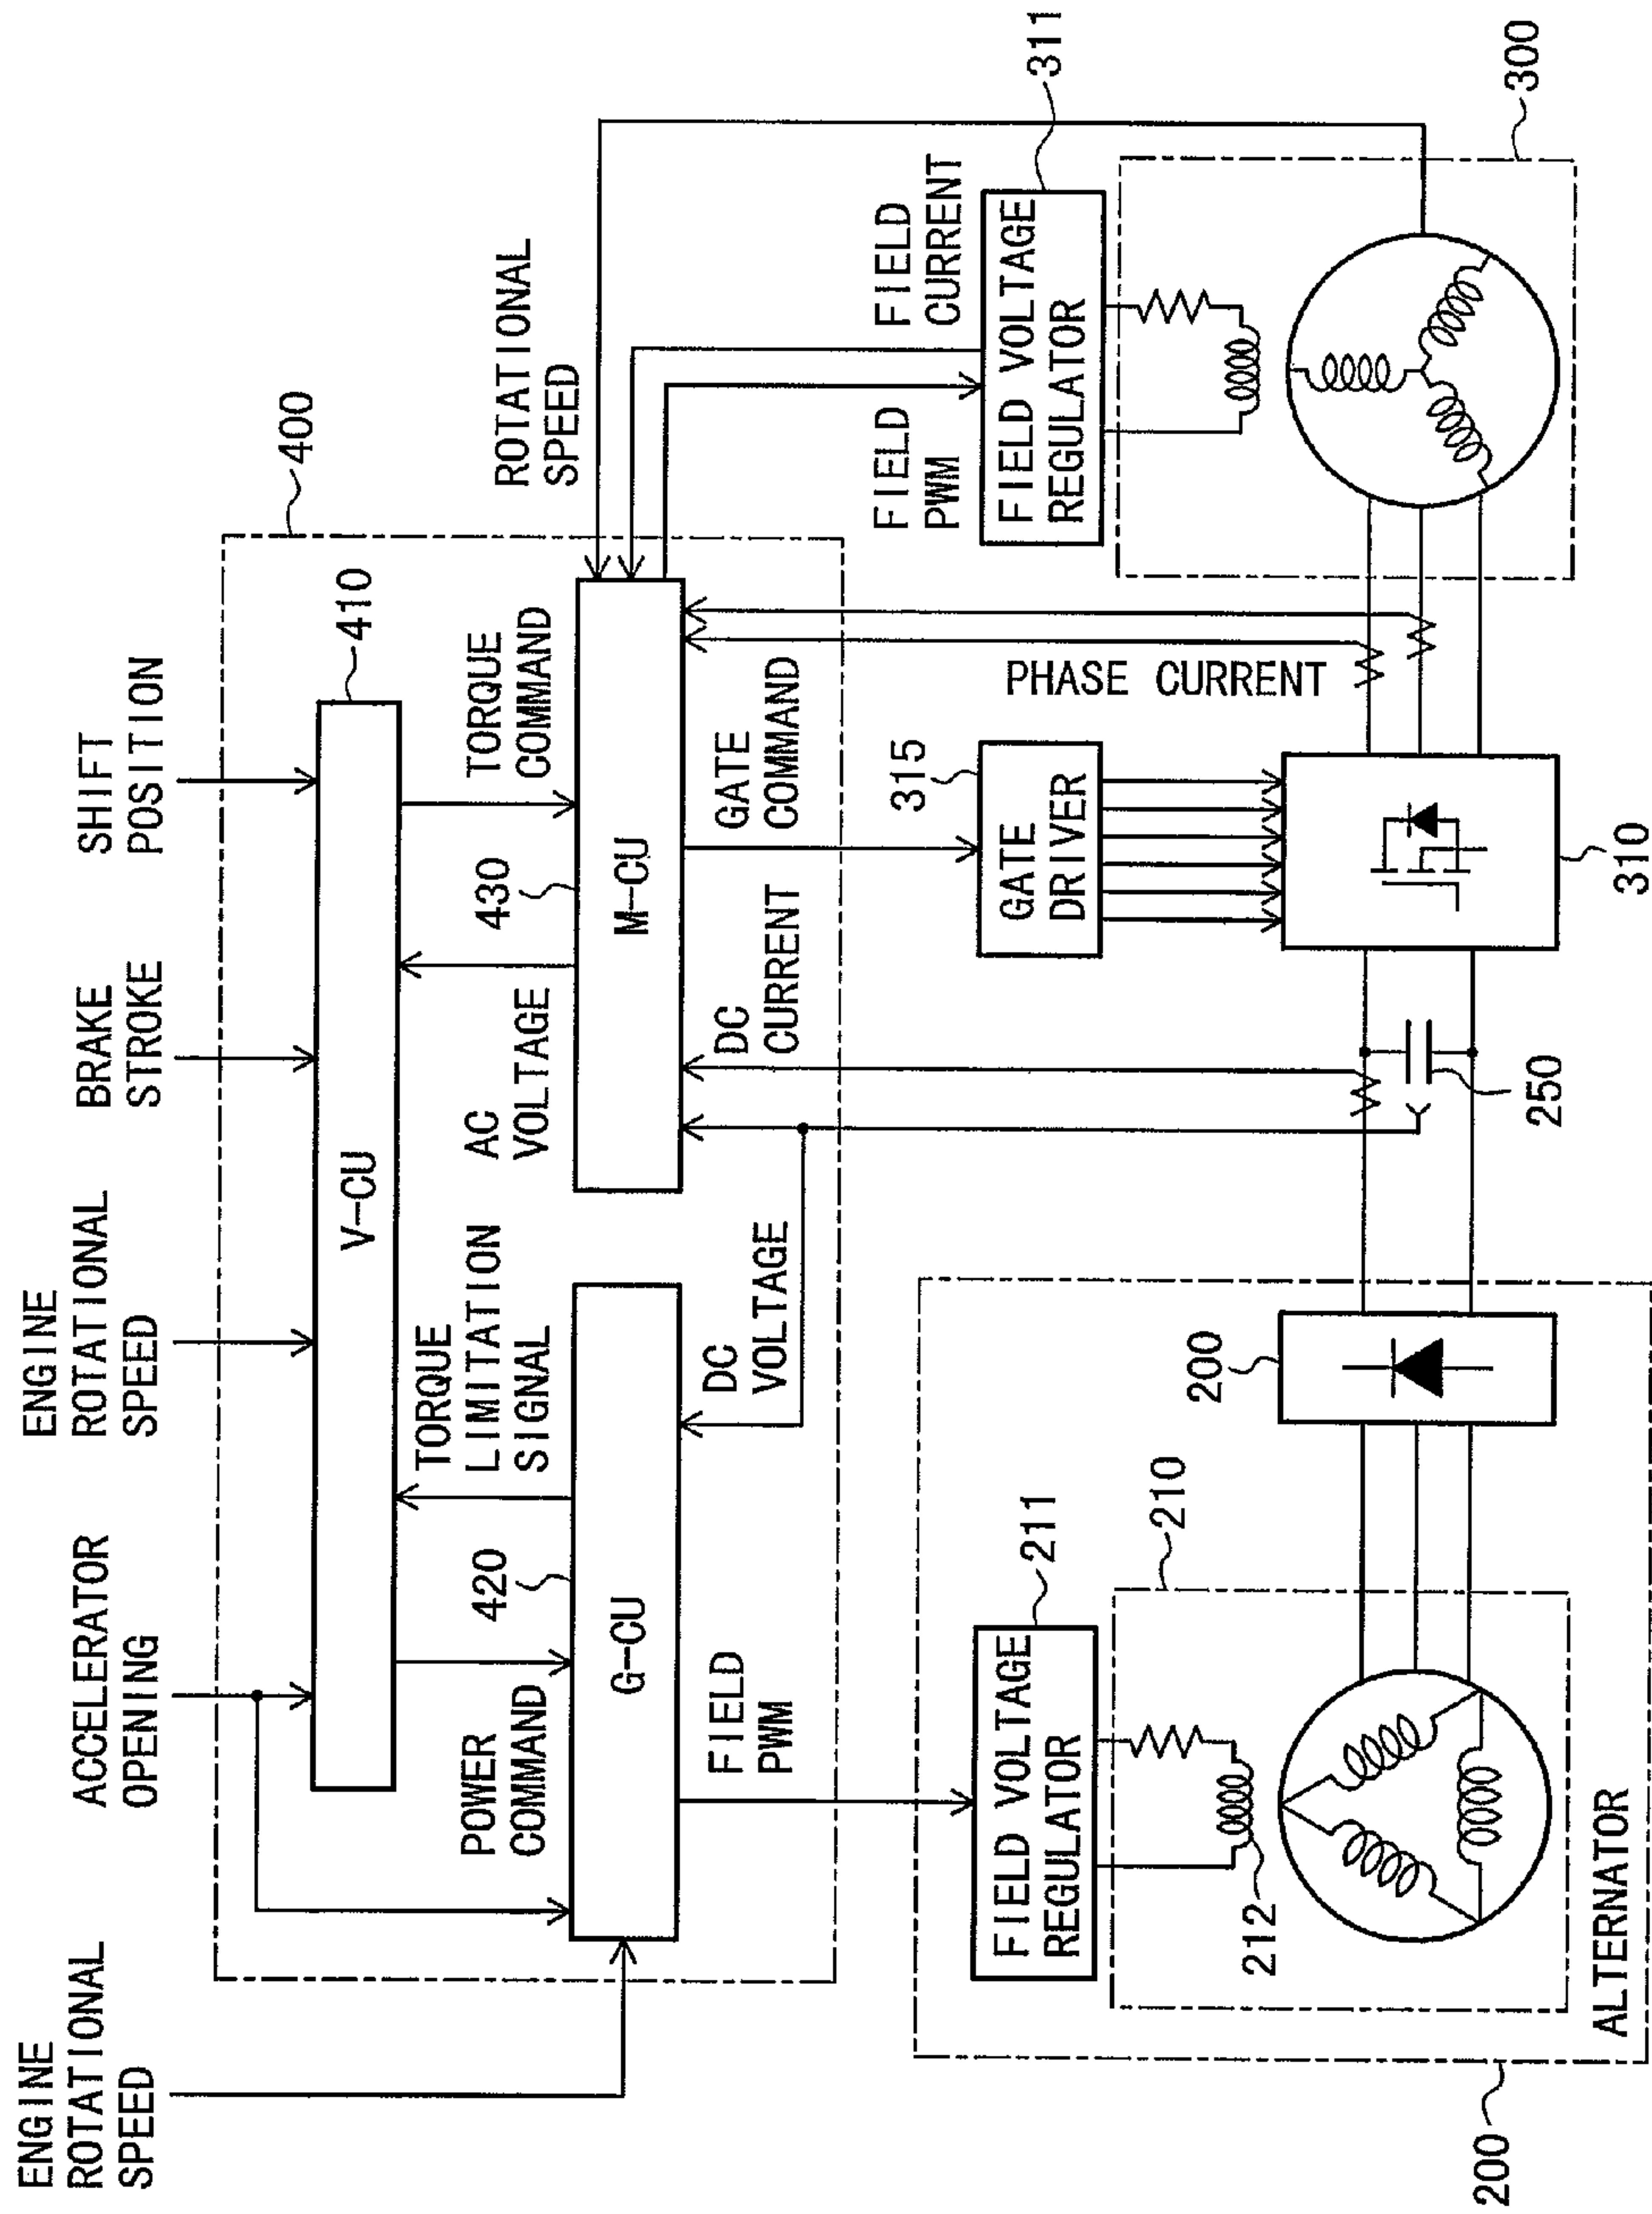 ENGINE
ROTATIONAL
SPEED
ACCELERATOR
OPENING
ENGINE
ROTATIONAL
SPEED
BRAKE
STROKE
SHIFT
POSITION
400
V-CU
410
POWER
COMMAND
420
TORQUE
LIMITATION
SIGNAL
AC
VOLTAGE
430
TORQUE
COMMAND
ROTATIONAL
SPEED
G-CU
M-CU
FIELD
PWM
DC
VOLTAGE
DC
CURRENT
GATE
COMMAND
FIELD
PWM
FIELD
CURRENT
FIELD VOLTAGE
REGULATOR
211
GATE
DRIVER
315
PHASE CURRENT
FIELD VOLTAGE
REGULATOR
311
212
210
200
250
310
300
ALTERNATOR
200